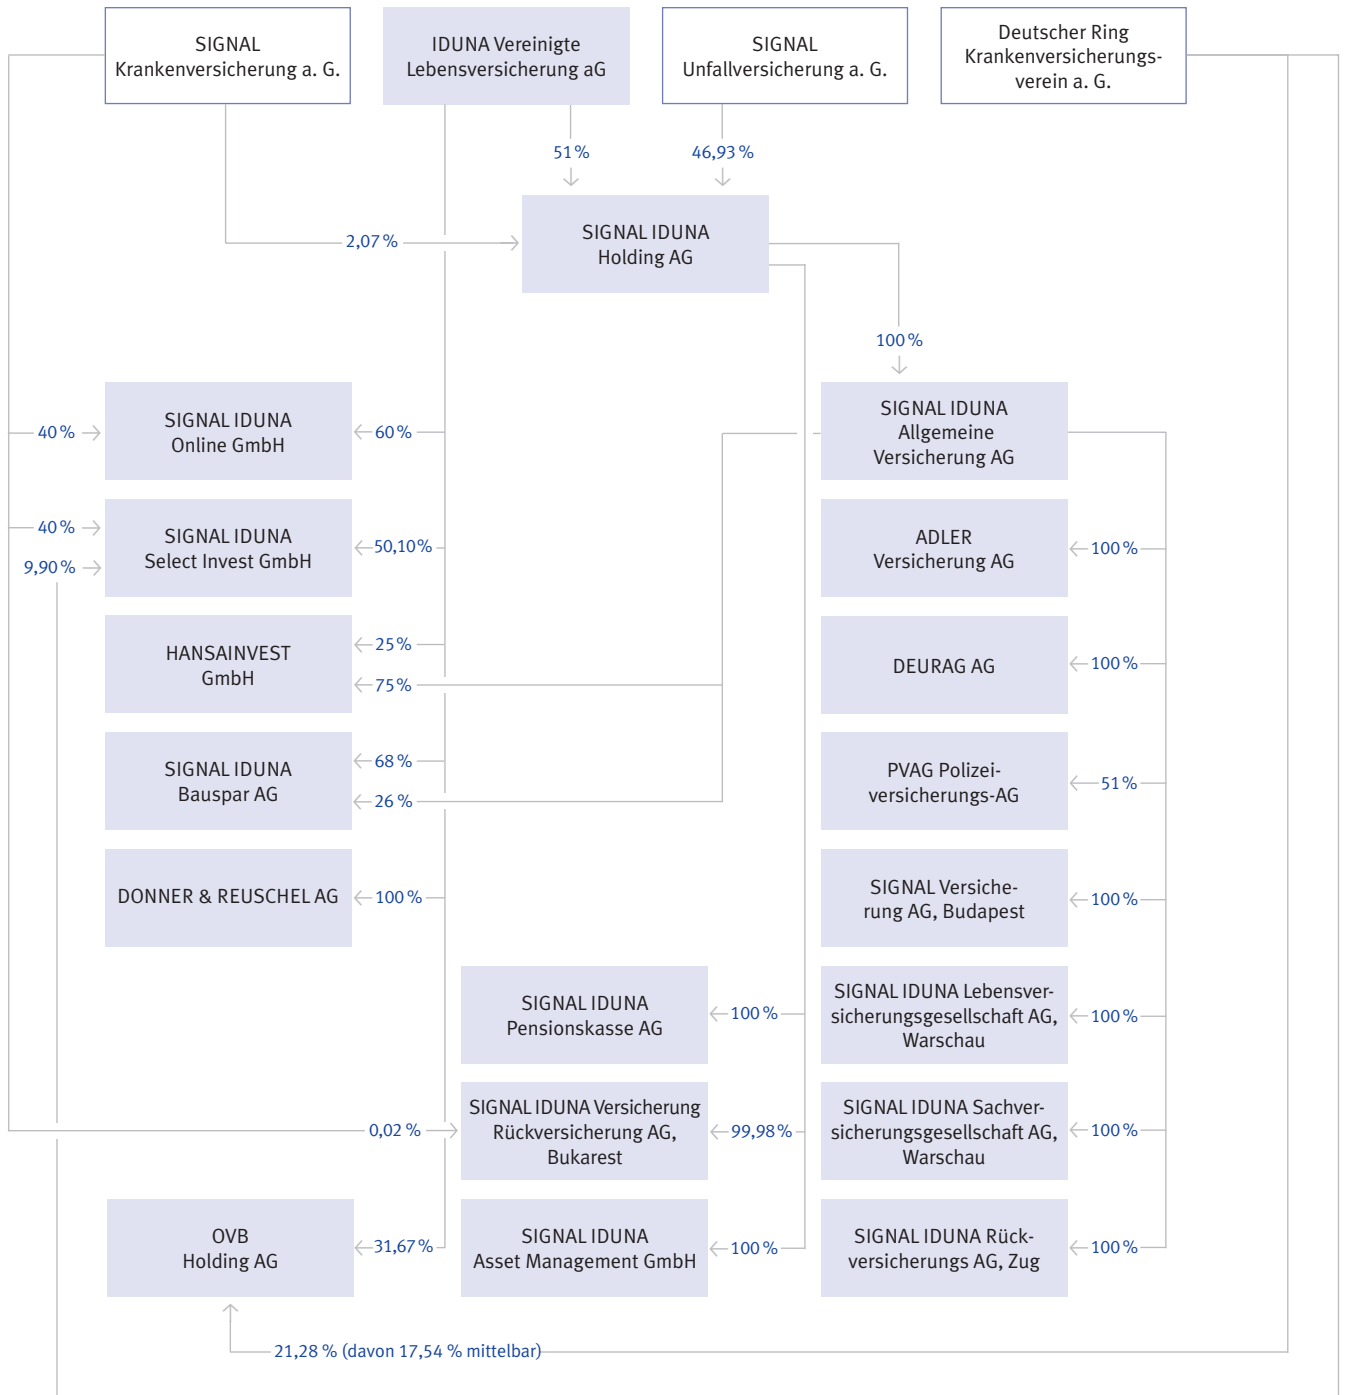 SIGNAL
Krankenversicherung a. G.
IDUNA Vereinigte
Lebensversicherung aG
SIGNAL
Unfallversicherung a. G.
Deutscher Ring
Krankenversicherungs-
verein a. G.
51 %
46,93 %
2,07 %
SIGNAL IDUNA
Holding AG
100 %
40 %
SIGNAL IDUNA
Online GmbH
60 %
SIGNAL IDUNA
Allgemeine
Versicherung AG
40 %
9,90 %
SIGNAL IDUNA
Select Invest GmbH
50,10%
ADLER
Versicherung AG
100 %
HANSAINVEST
GmbH
25 %
75 %
DEURAG AG
100 %
SIGNAL IDUNA
Bauspar AG
68 %
26 %
PVAG Polizei-
versicherungs-AG
51 %
DONNER & REUSCHEL AG
100 %
SIGNAL Versiche-
rung AG, Budapest
100 %
SIGNAL IDUNA
Pensionskasse AG
100 %
SIGNAL IDUNA Lebensver-
sicherungsgesellschaft AG,
Warschau
100 %
0,02 %
SIGNAL IDUNA Versicherung
Rückversicherung AG,
Bukarest
99,98 %
SIGNAL IDUNA Sachver-
sicherungsgesellschaft AG,
Warschau
100 %
OVB
Holding AG
31,67 %
SIGNAL IDUNA
Asset Management GmbH
100 %
SIGNAL IDUNA Rück-
versicherungs AG, Zug
100 %
21,28 % (davon 17,54 % mittelbar)